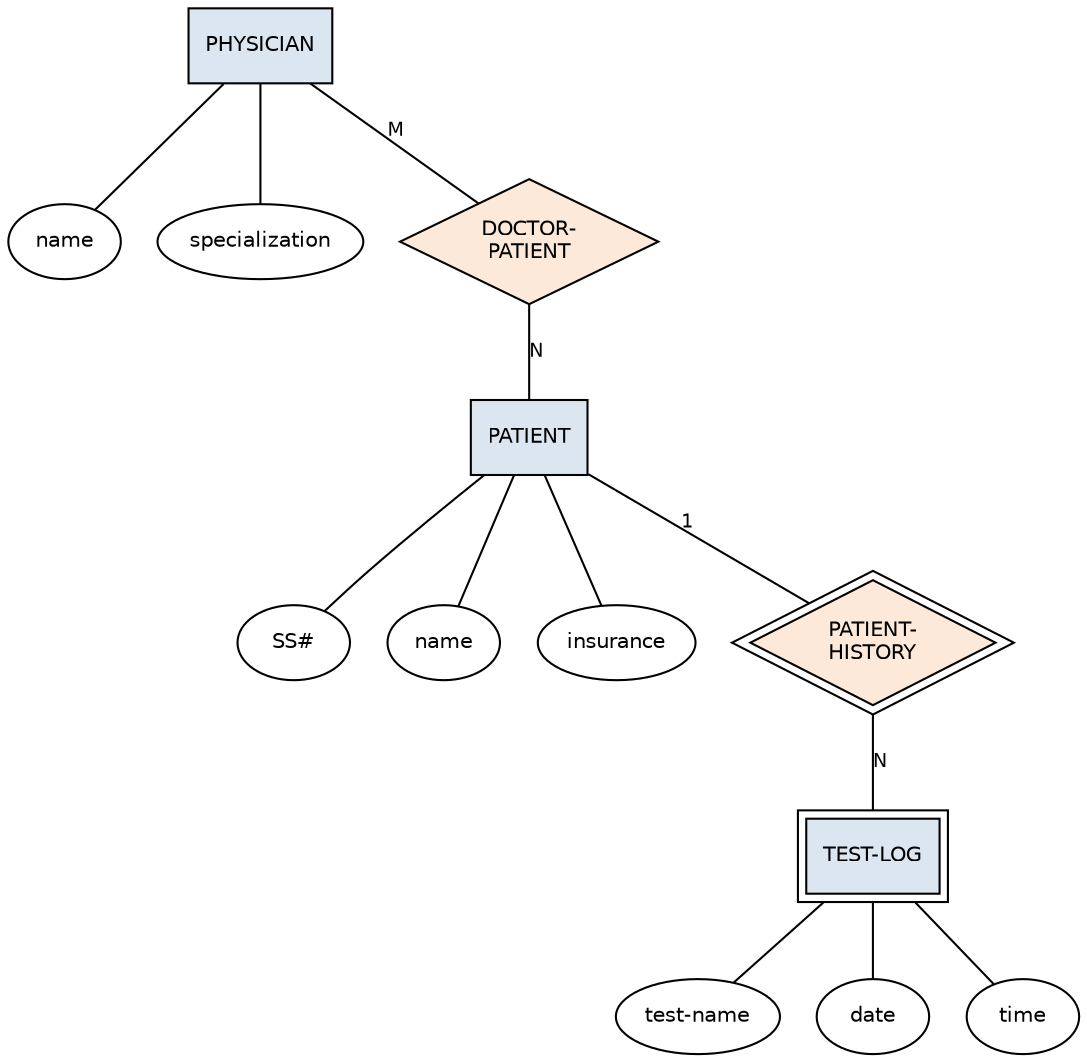 PHYSICIAN
M
name
specialization
DOCTOR-
PATIENT
N
PATIENT
1
SS#
name
insurance
PATIENT-
HISTORY
N
TEST-LOG
test-name
date
time